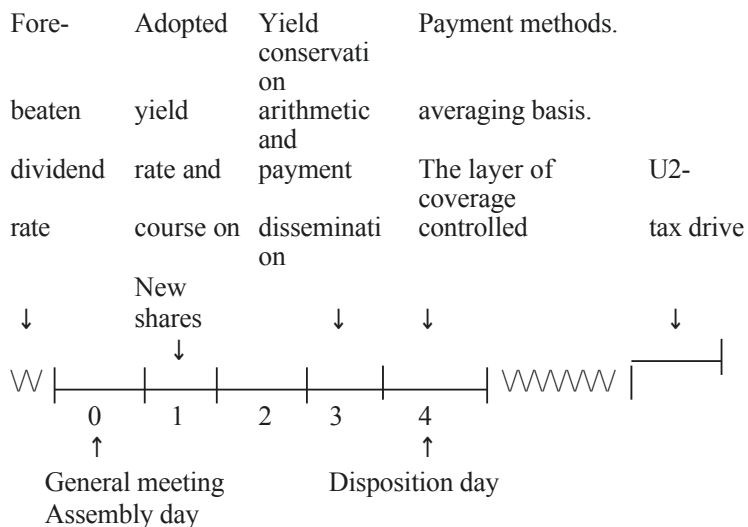 Fore- Adopted Yield conservati on Payment methods.
beaten yield arithmetic and averaging basis.
dividend rate and payment The layer of coverage U2-
rate course on disseminati on controlled tax drive
New shares
↓ ↓ ↓ ↓ ↓
0 1 2 3 4
↑ ↑
General meeting Disposition day
Assembly day